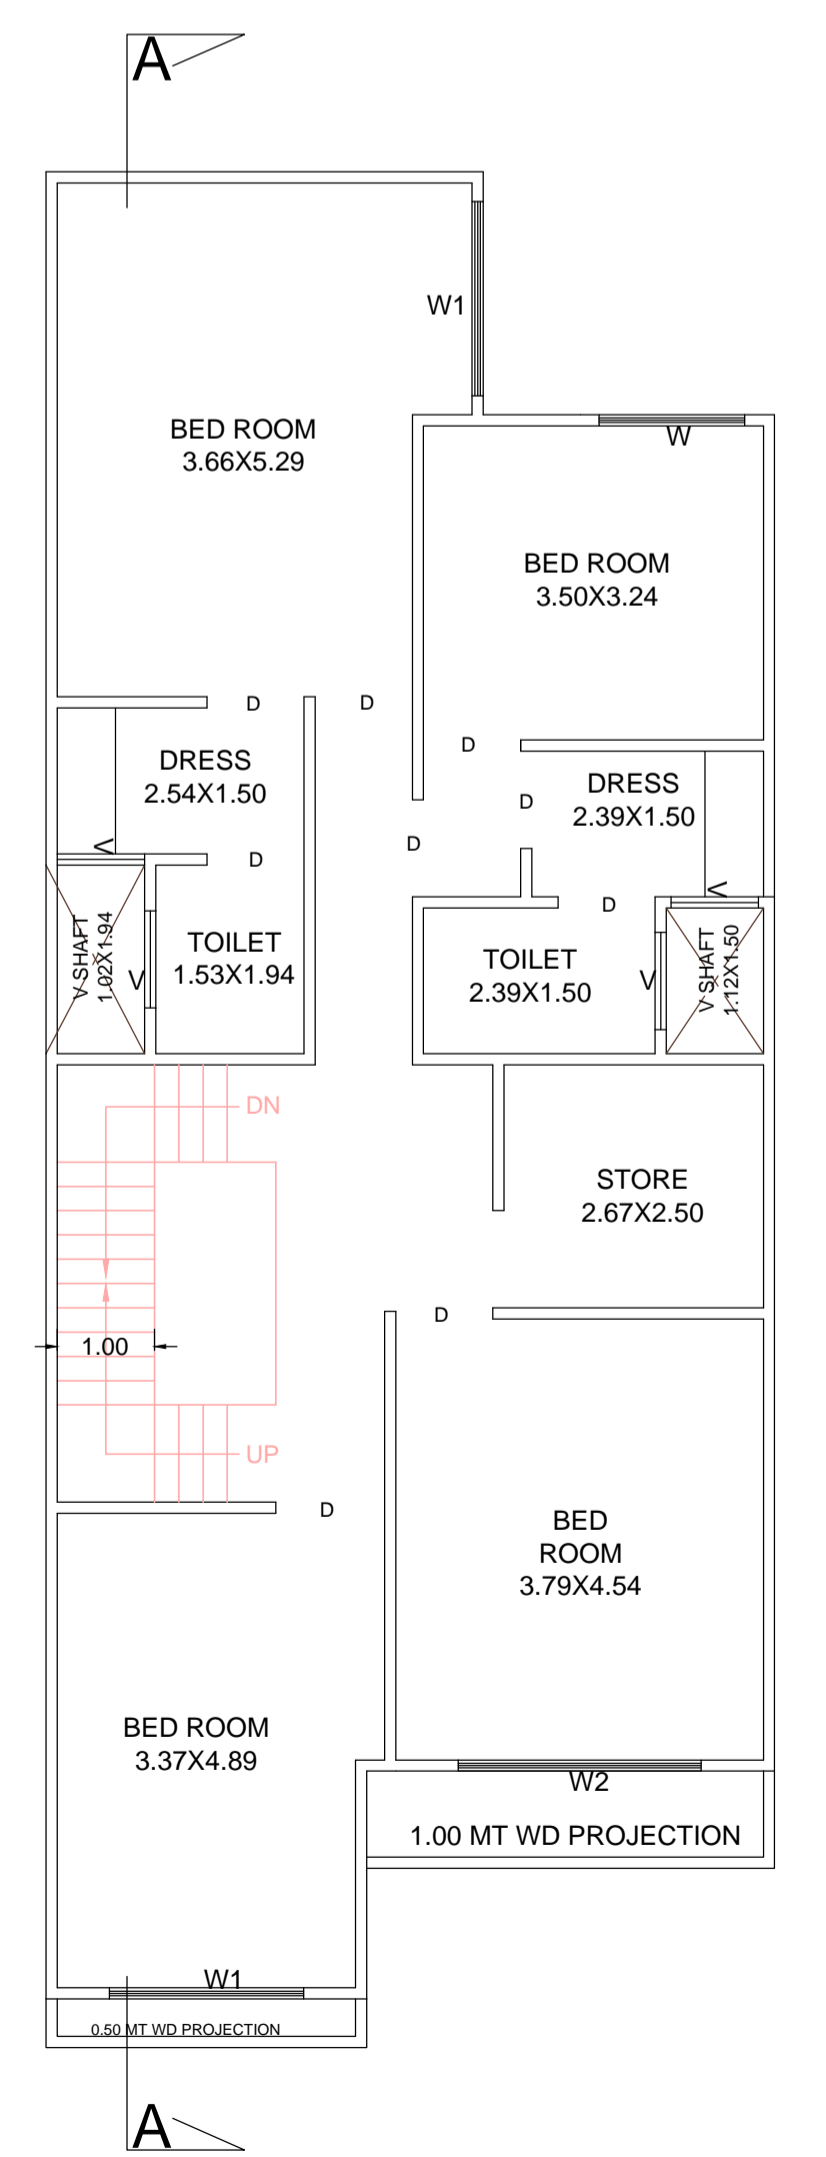 A
W1
BED ROOM
3.66X5.29
W
BED ROOM
3.50X3.24
D
D
D
DRESS
2.54X1.50
DRESS
2.39X1.50
D
D
V
D
V
D
V SHAFT
1.02X1.94
V
TOILET
1.53X1.94
TOILET
2.39X1.50
V
V SHAFT
1.12X1.50
DN
STORE
2.67X2.50
D
1.00
UP
D
BED
ROOM
3.79X4.54
BED ROOM
3.37X4.89
W2
1.00 MT WD PROJECTION
W1
0.50 MT WD PROJECTION
A